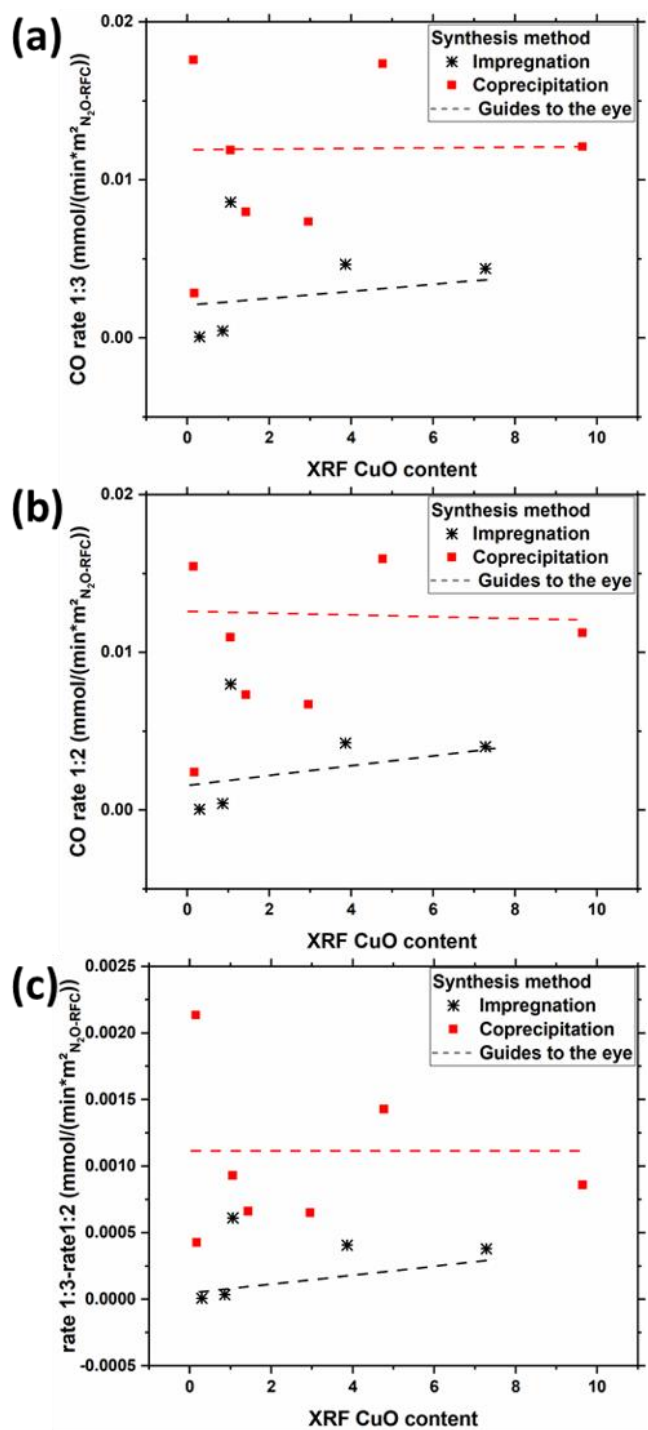 (a)
0.02
0.01
0.00
CO rate 1:3 (mmol/(min*m²N₂O-RFC))
Synthesis method
Impregnation
Coprecipitation
Guides to the eye
0 2 4 6 8 10
XRF CuO content
(b)
0.02
0.01
0.00
CO rate 1:2 (mmol/(min*m²N₂O-RFC))
Synthesis method
Impregnation
Coprecipitation
Guides to the eye
0 2 4 6 8 10
XRF CuO content
(c)
0.0025
0.0020
0.0015
0.0010
0.0005
0.0000
-0.0005
rate 1:3-rate1:2 (mmol/(min*m²N₂O-RFC))
Synthesis method
Impregnation
Coprecipitation
Guides to the eye
0 2 4 6 8 10
XRF CuO content